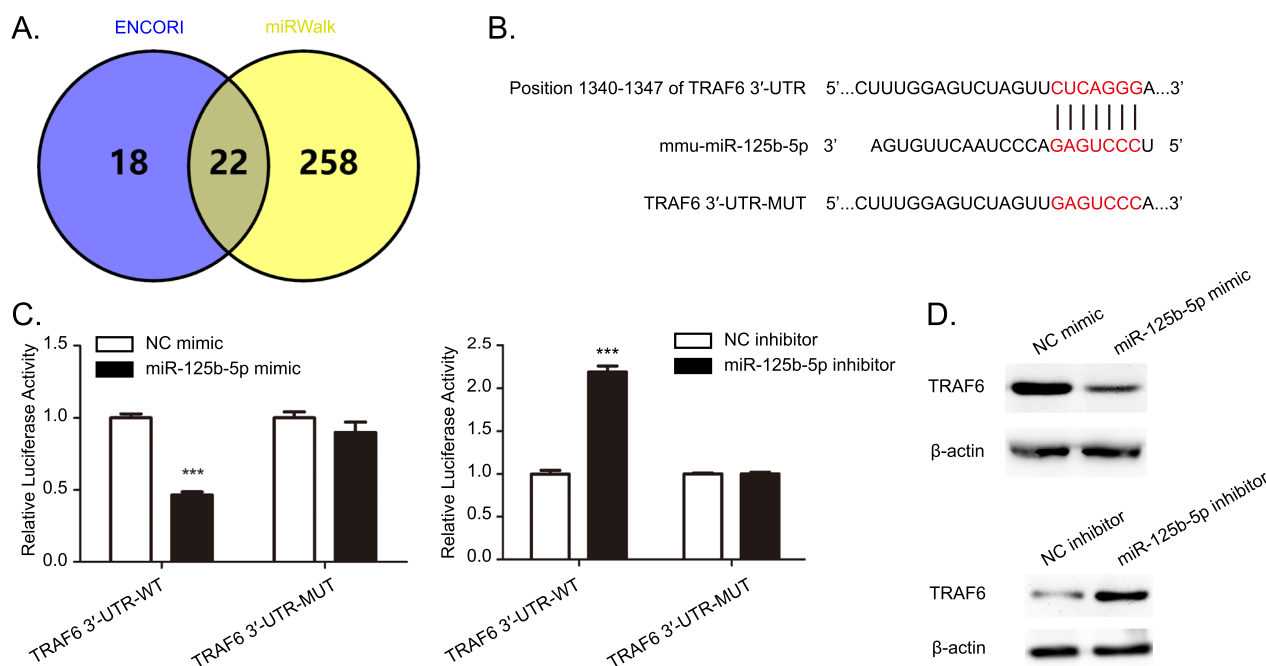 A.
ENCORI
miRWalk
18
22
258
B.
Position 1340-1347 of TRAF6 3′-UTR 5’...CUUUGGAGUCUAGUUCUCAGGGA...3’
mmu-miR-125b-5p 3’ AGUGUUCAAUCCCAGAGUCCCU 5’
TRAF6 3′-UTR-MUT 5’...CUUUGGAGUCUAGUUGAGUCCCA...3’
C.
Relative Luciferase Activity
1.5
1.0
0.5
0.0
NC mimic
miR-125b-5p mimic
***
TRAF6 3′-UTR-WT
TRAF6 3′-UTR-MUT
Relative Luciferase Activity
2.5
2.0
1.5
1.0
0.5
0.0
NC inhibitor
miR-125b-5p inhibitor
***
TRAF6 3′-UTR-WT
TRAF6 3′-UTR-MUT
D.
NC mimic
miR-125b-5p mimic
TRAF6
β-actin
NC inhibitor
miR-125b-5p inhibitor
TRAF6
β-actin